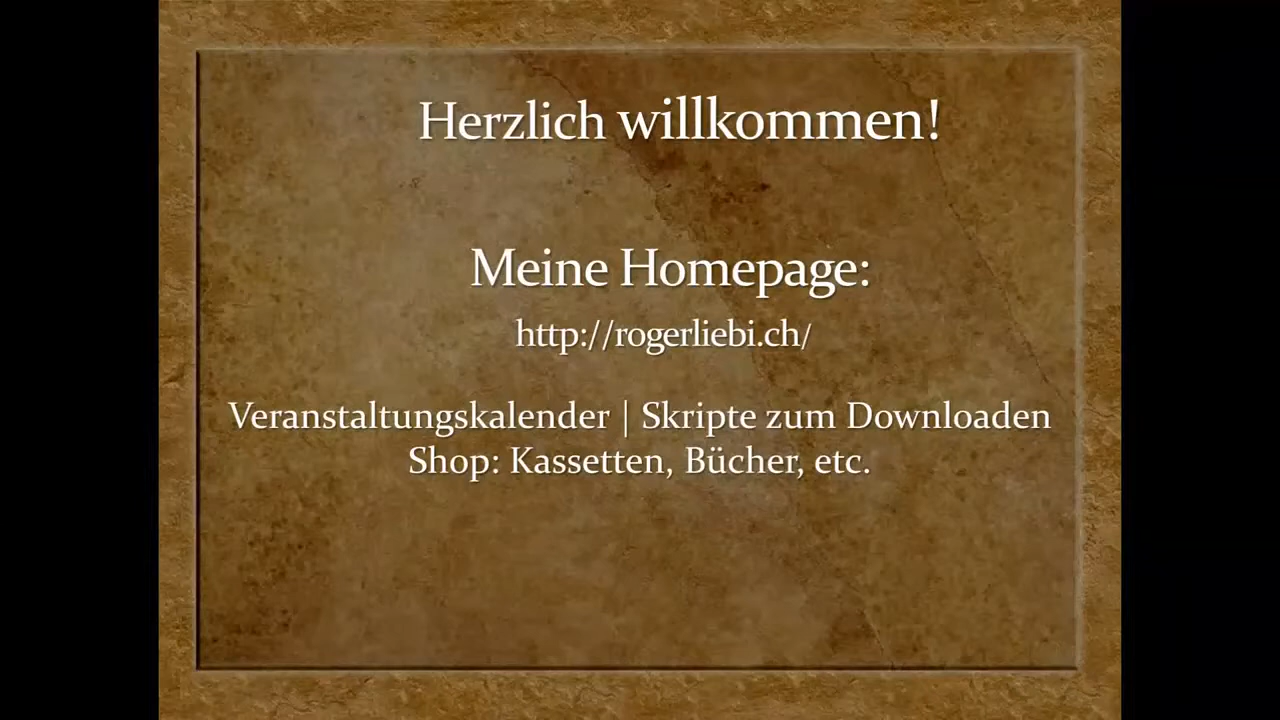 Herzlich willkommen!
Meine Homepage:
http://rogerliebi.ch/
Veranstaltungskalender | Skripte zum Downloaden
Shop: Kassetten, Bücher, etc.